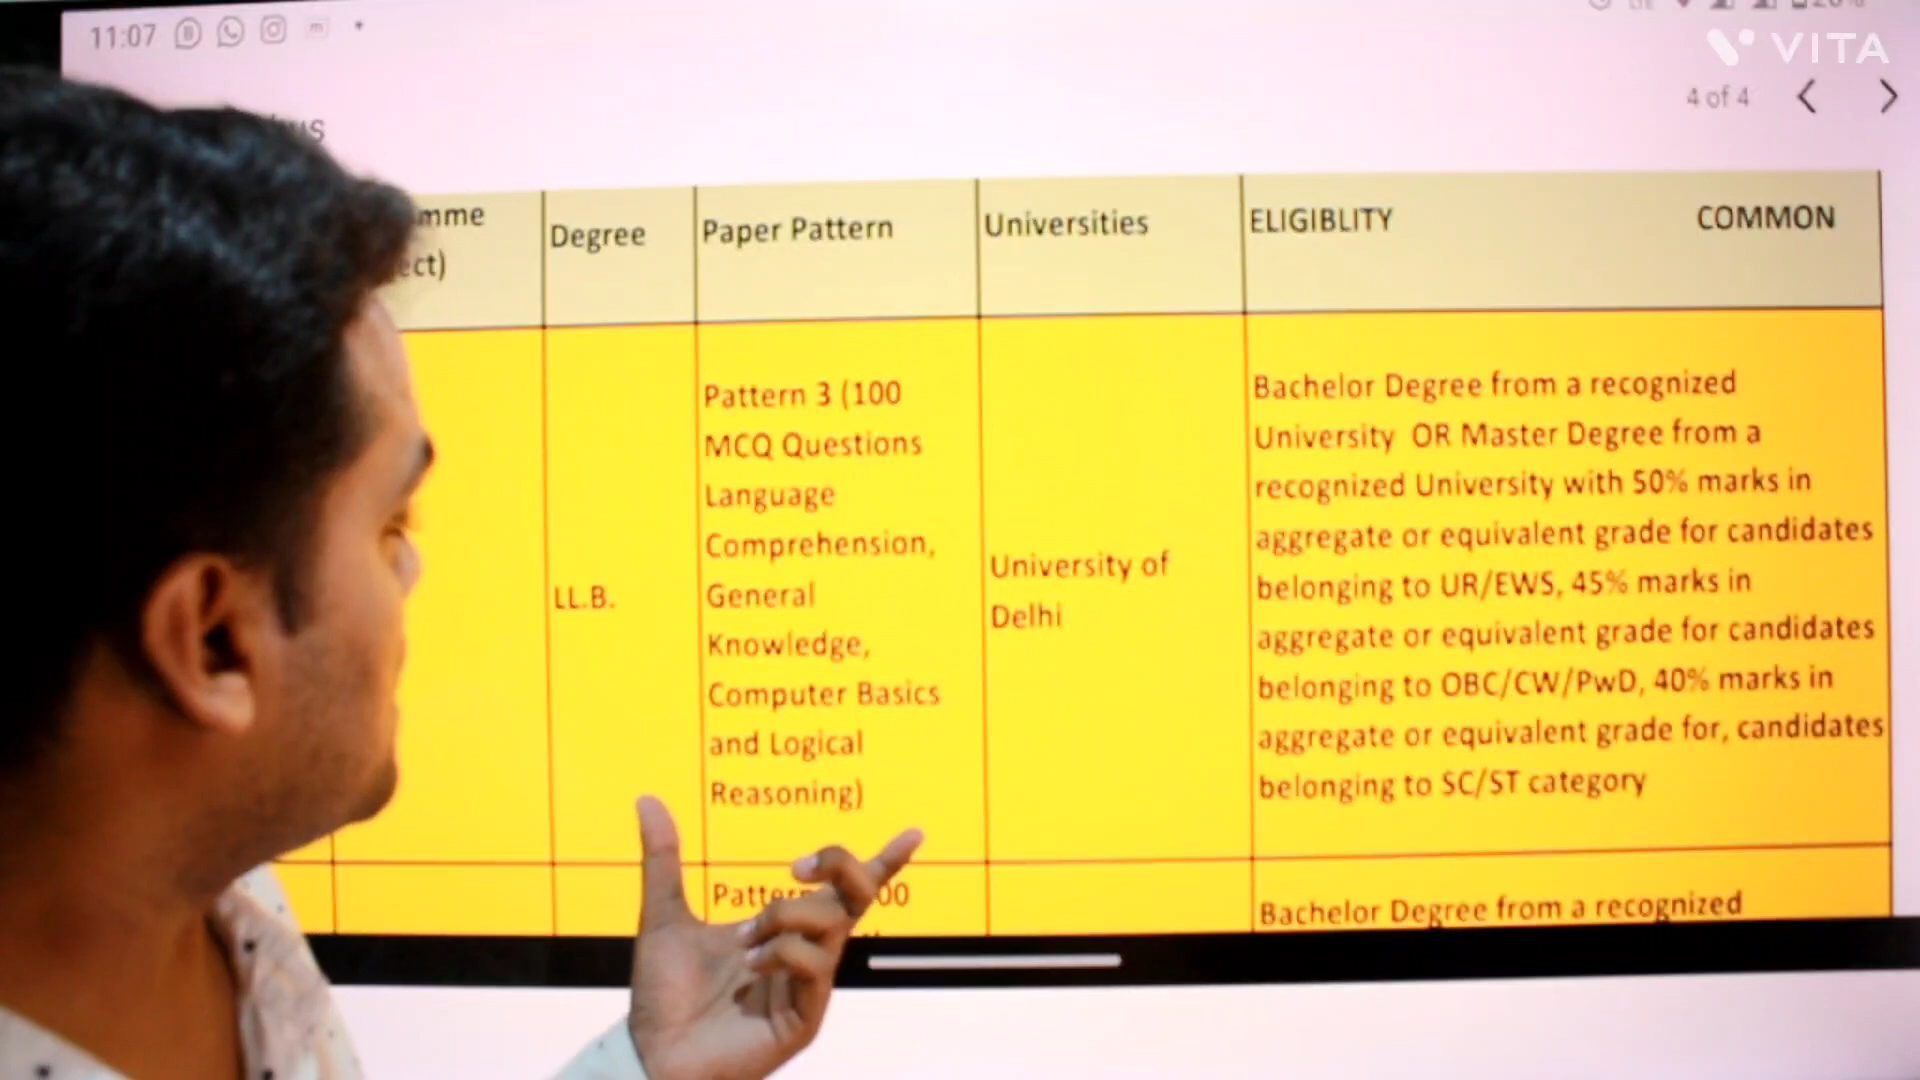 11:07
VITA
4 of 4
Degree
Paper Pattern
Universities
ELIGIBLITY COMMON
LL.B.
Pattern 3 (100
MCQ Questions
Language
Comprehension,
General
Knowledge,
Computer Basics
and Logical
Reasoning)
University of
Delhi
Bachelor Degree from a recognized
University OR Master Degree from a
recognized University with 50% marks in
aggregate or equivalent grade for candidates
belonging to UR/EWS, 45% marks in
aggregate or equivalent grade for candidates
belonging to OBC/CW/PwD, 40% marks in
aggregate or equivalent grade for, candidates
belonging to SC/ST category
Bachelor Degree from a recognized